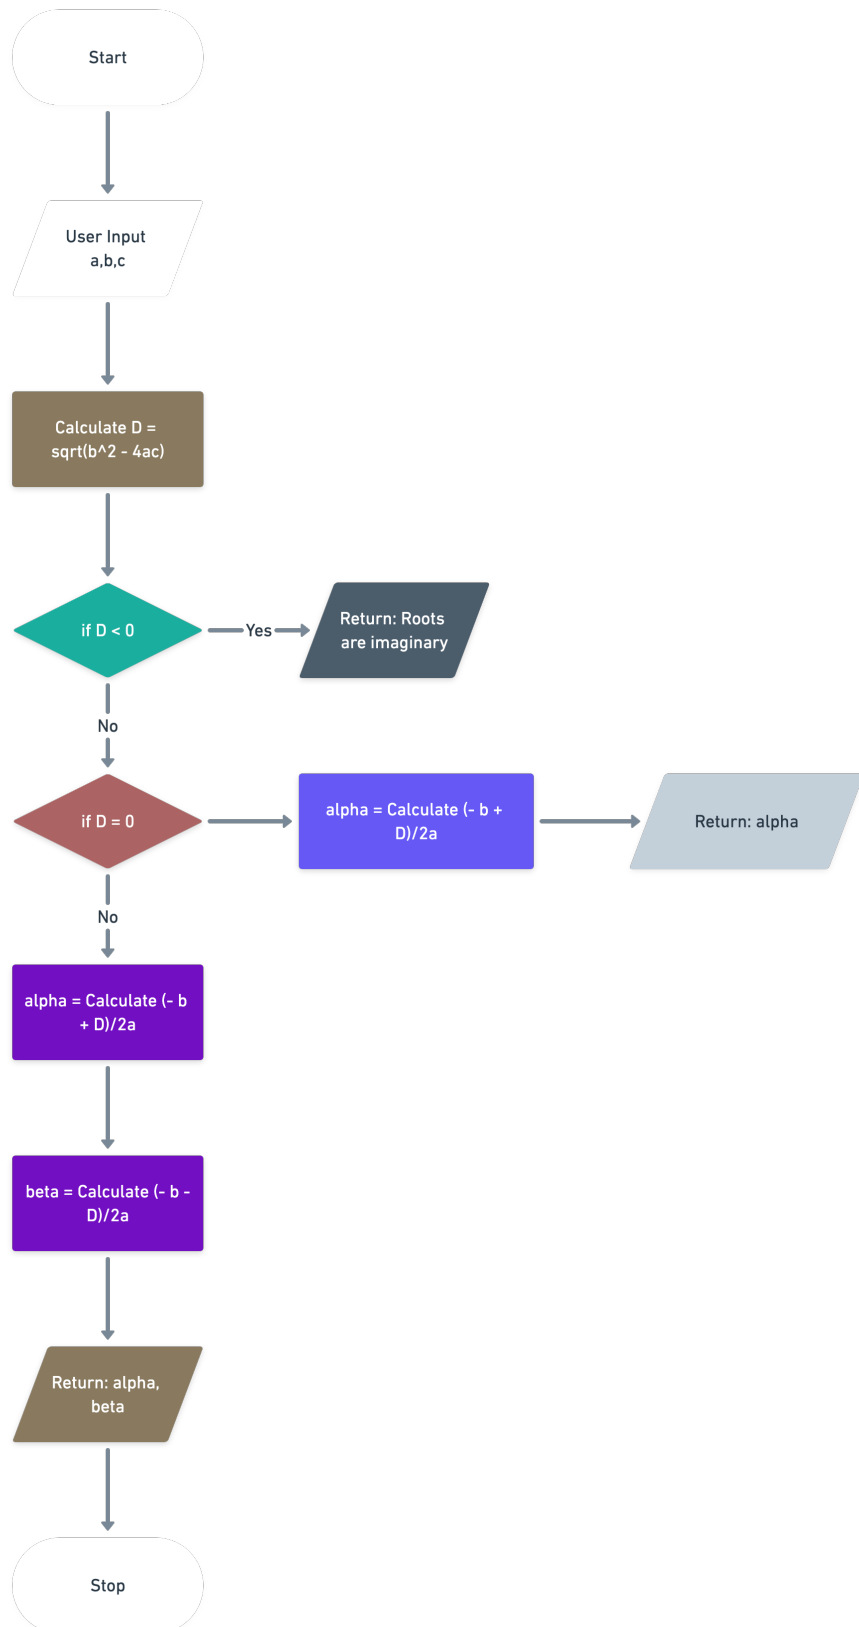 Start
User Input
a,b,c
Calculate D =
sqrt(b^2 - 4ac)
if D < 0
Yes
Return: Roots
are imaginary
No
if D = 0
alpha = Calculate (- b +
D)/2a
Return: alpha
No
alpha = Calculate (- b
+ D)/2a
beta = Calculate (- b -
D)/2a
Return: alpha,
beta
Stop